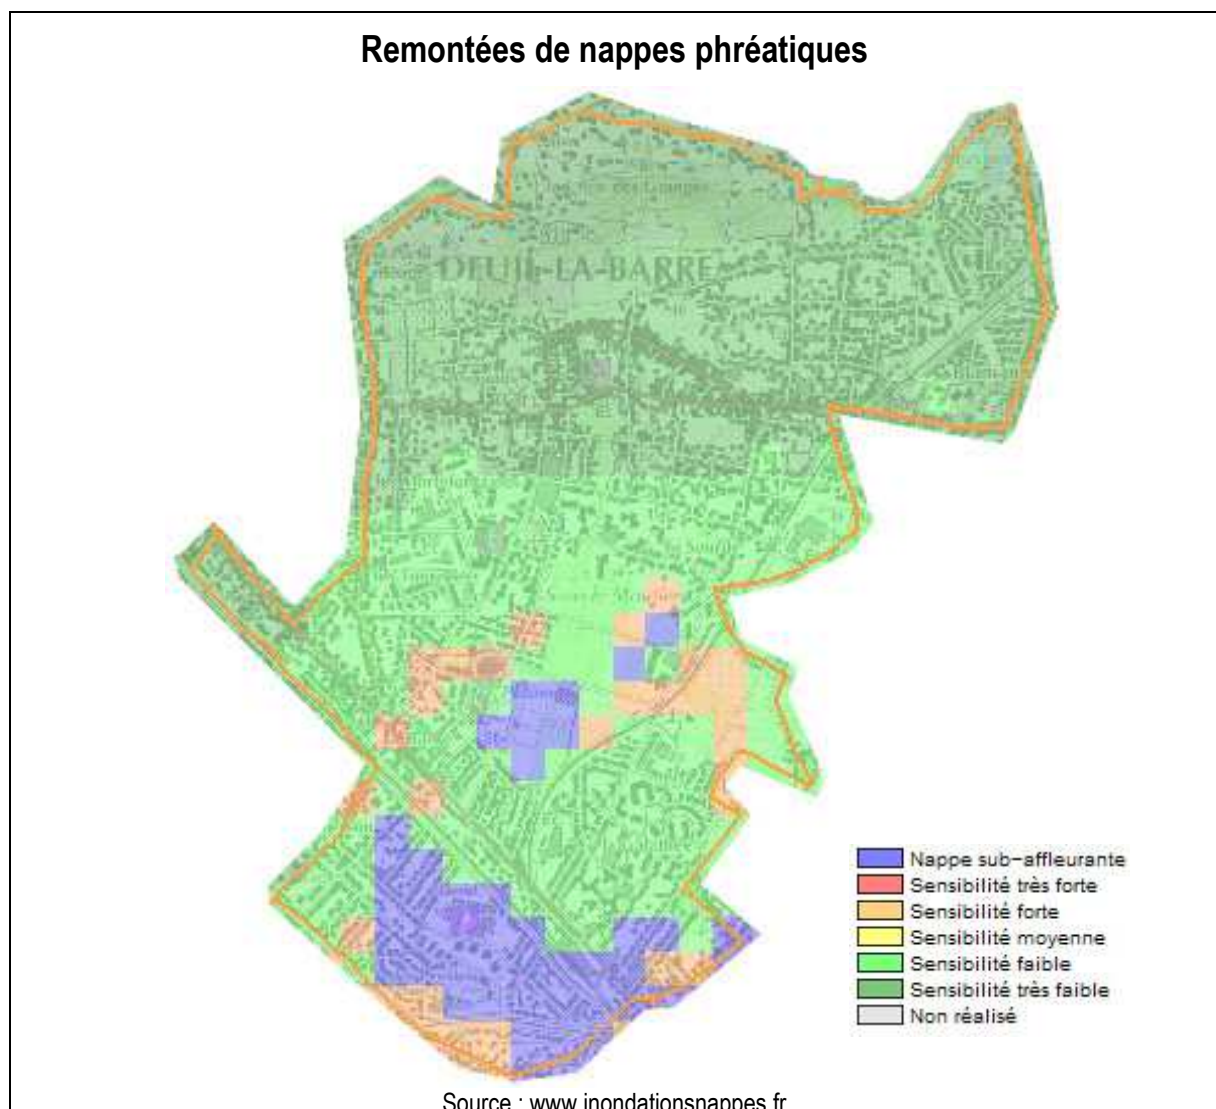 Remontées de nappes phréatiques
DEUIL-LA-BARRE
Nappe sub-affleurante
Sensibilité très forte
Sensibilité forte
Sensibilité moyenne
Sensibilité faible
Sensibilité très faible
Non réalisé
Source : www.inondationsnappes.fr